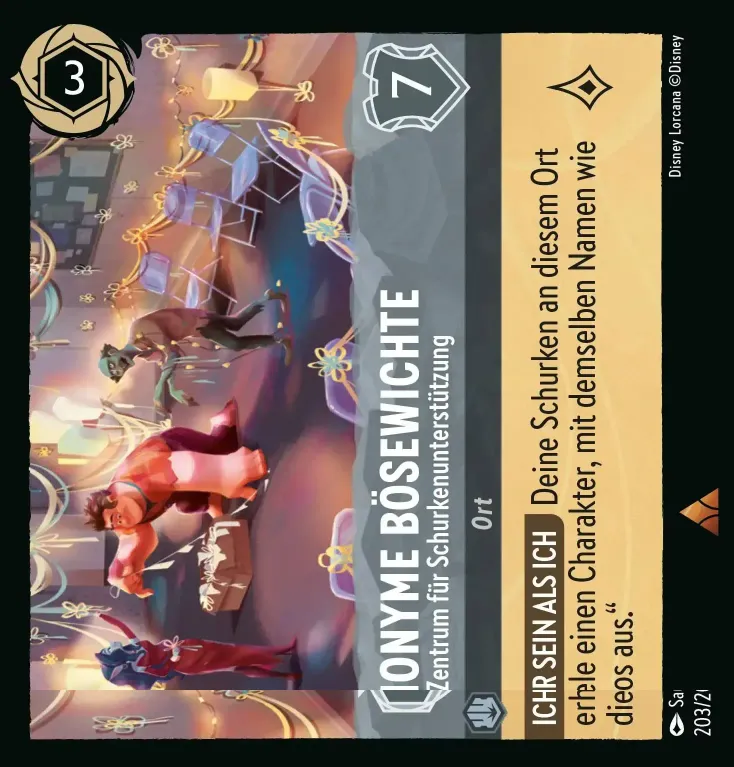 3
7
IONYME BÖSEWICHTE
Zentrum für Schurkenunterstützung
Ort
ICHR SEIN ALS ICH Deine Schurken an diesem Ort
einen Charakter, mit demselben Namen wie
aus.“
Sa
203/2
Disney Lorcana ©Disney